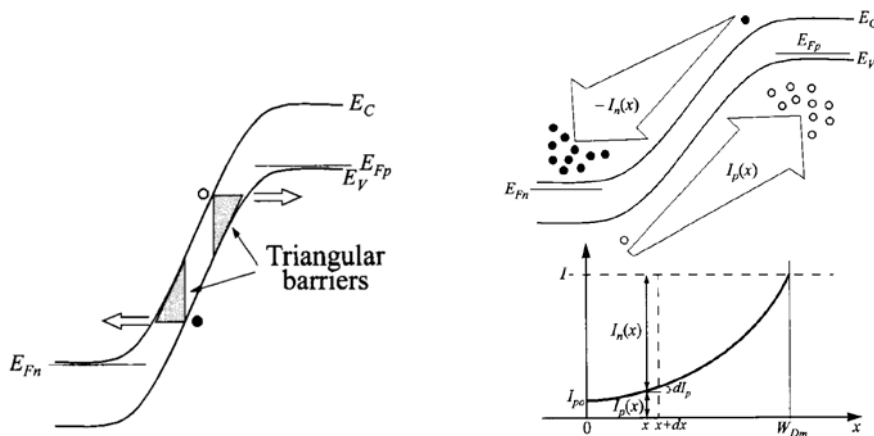 E_C
E_Fp
E_V
Triangular
barriers
E_Fn
E_C
E_Fp
E_V
– I_n(x)
I_p(x)
E_Fn
I
I_n(x)
dI_p
I_po
I_p(x)
0
x
x+dx
W_Dm
x